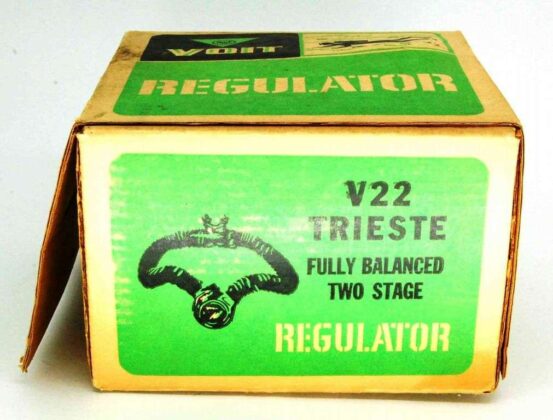 VOIT
REGULATOR
V22
TRIESTE
FULLY BALANCED
TWO STAGE
REGULATOR